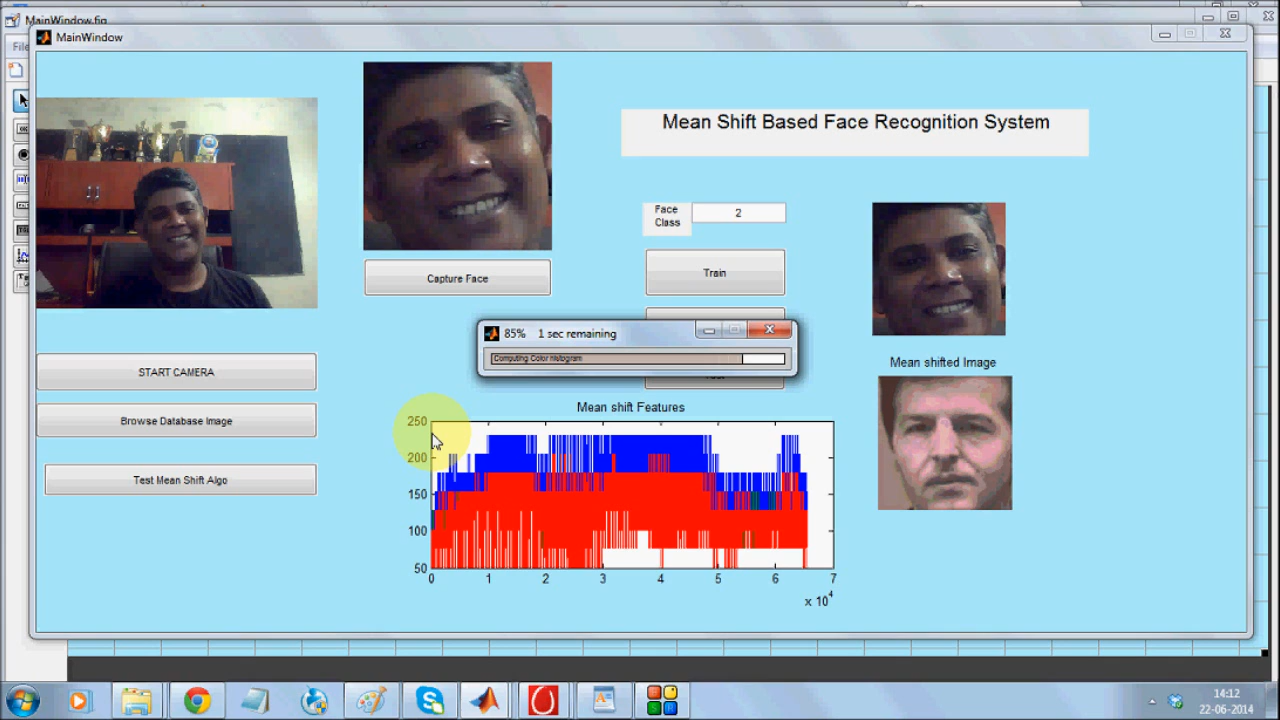 MainWindow.fig
File
MainWindow
Mean Shift Based Face Recognition System
Face
Class
2
Train
Capture Face
85% 1 sec remaining
Computing Color histogram
START CAMERA
Browse Database Image
Test Mean Shift Algo
Mean shifted Image
Mean shift Features
250
200
150
100
50
0 1 2 3 4 5 6 7
x 10^4
14:12
22-06-2014